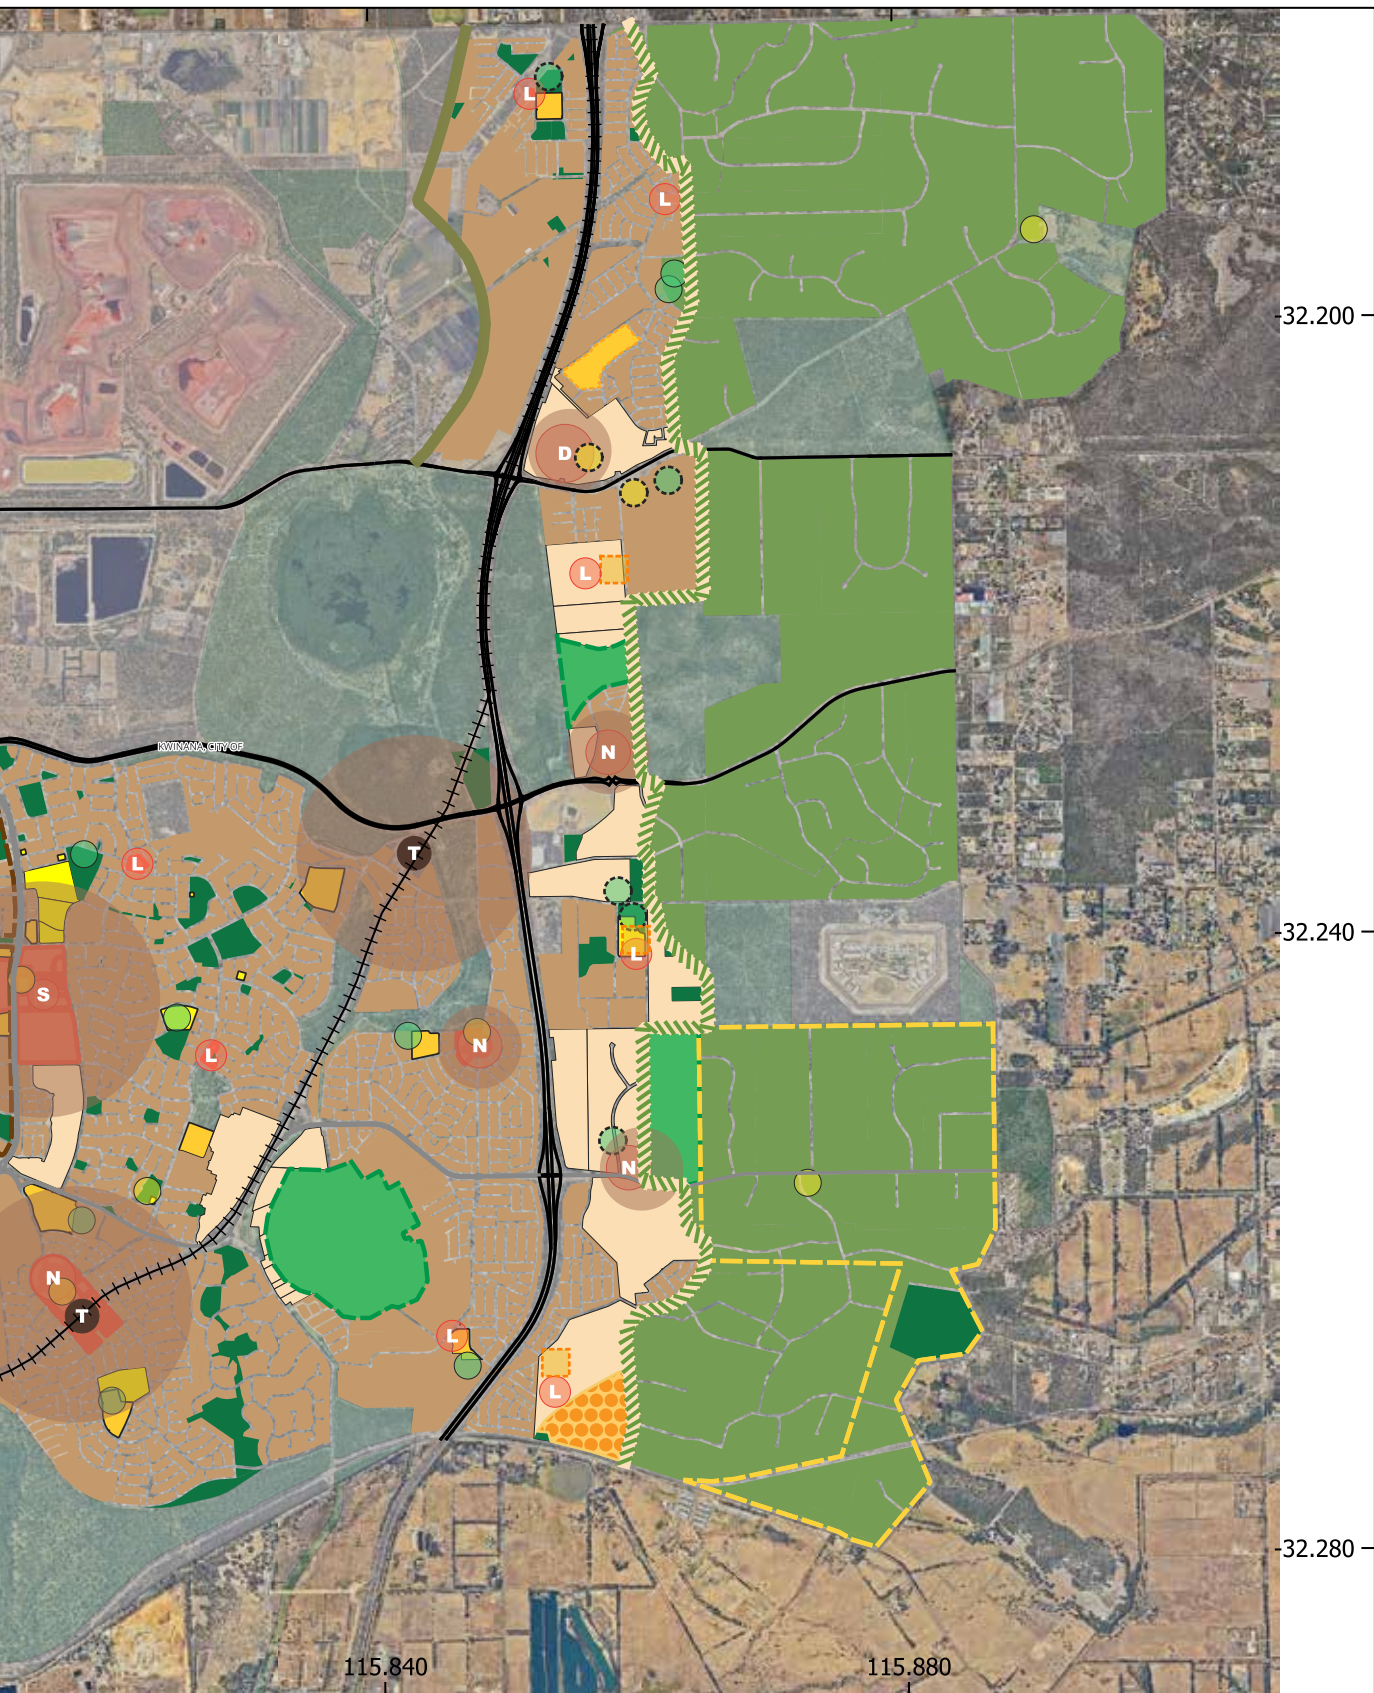 L
L
-32.200
D
L
N
KWINANA, CITY OF
T
L
-32.240
L
S
N
L
N
N
T
L
L
-32.280
115.840
115.880